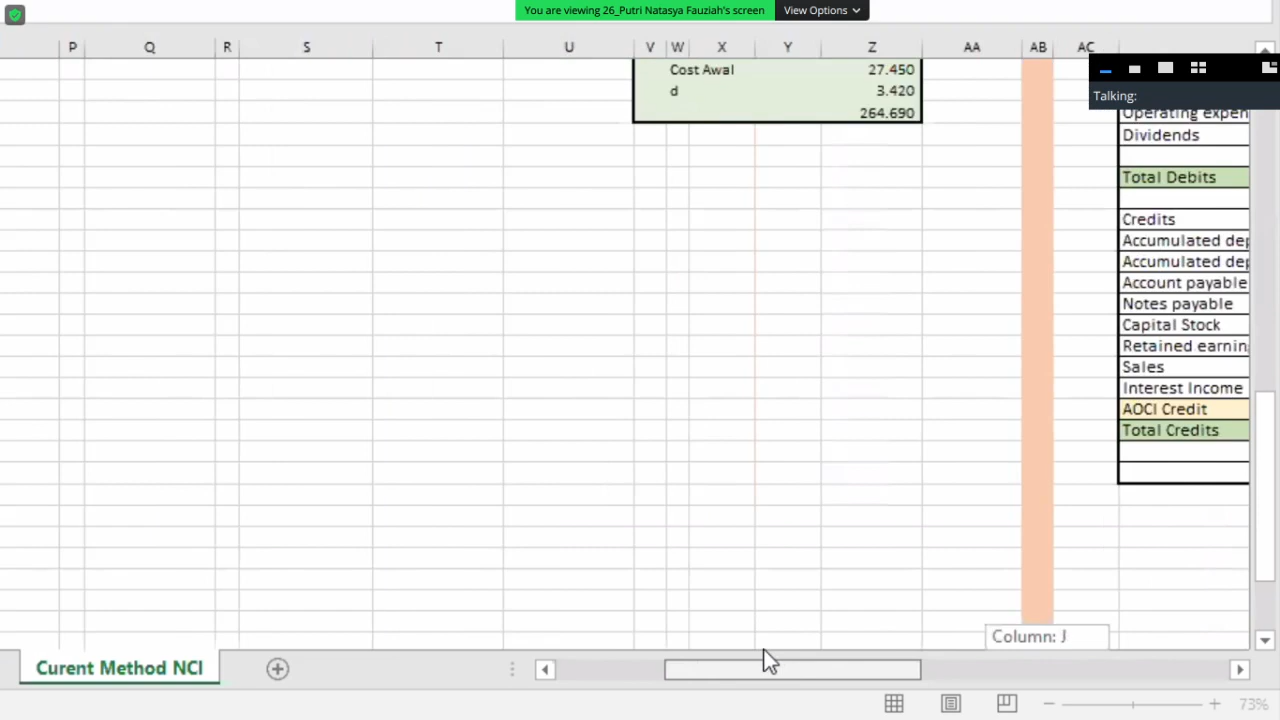 You are viewing 26_Putri Natasya Fauziah's screen View Options
P Q R S T U V W X Y Z AA AB AC
Talking:
Cost Awal 27.450
d 3.420
264.690
Operating expen
Dividends
Total Debits
Credits
Accumulated dep
Accumulated dep
Account payable
Notes payable
Capital Stock
Retained earnin
Sales
Interest Income
AOCI Credit
Total Credits
Column: J
Curent Method NCI
73%